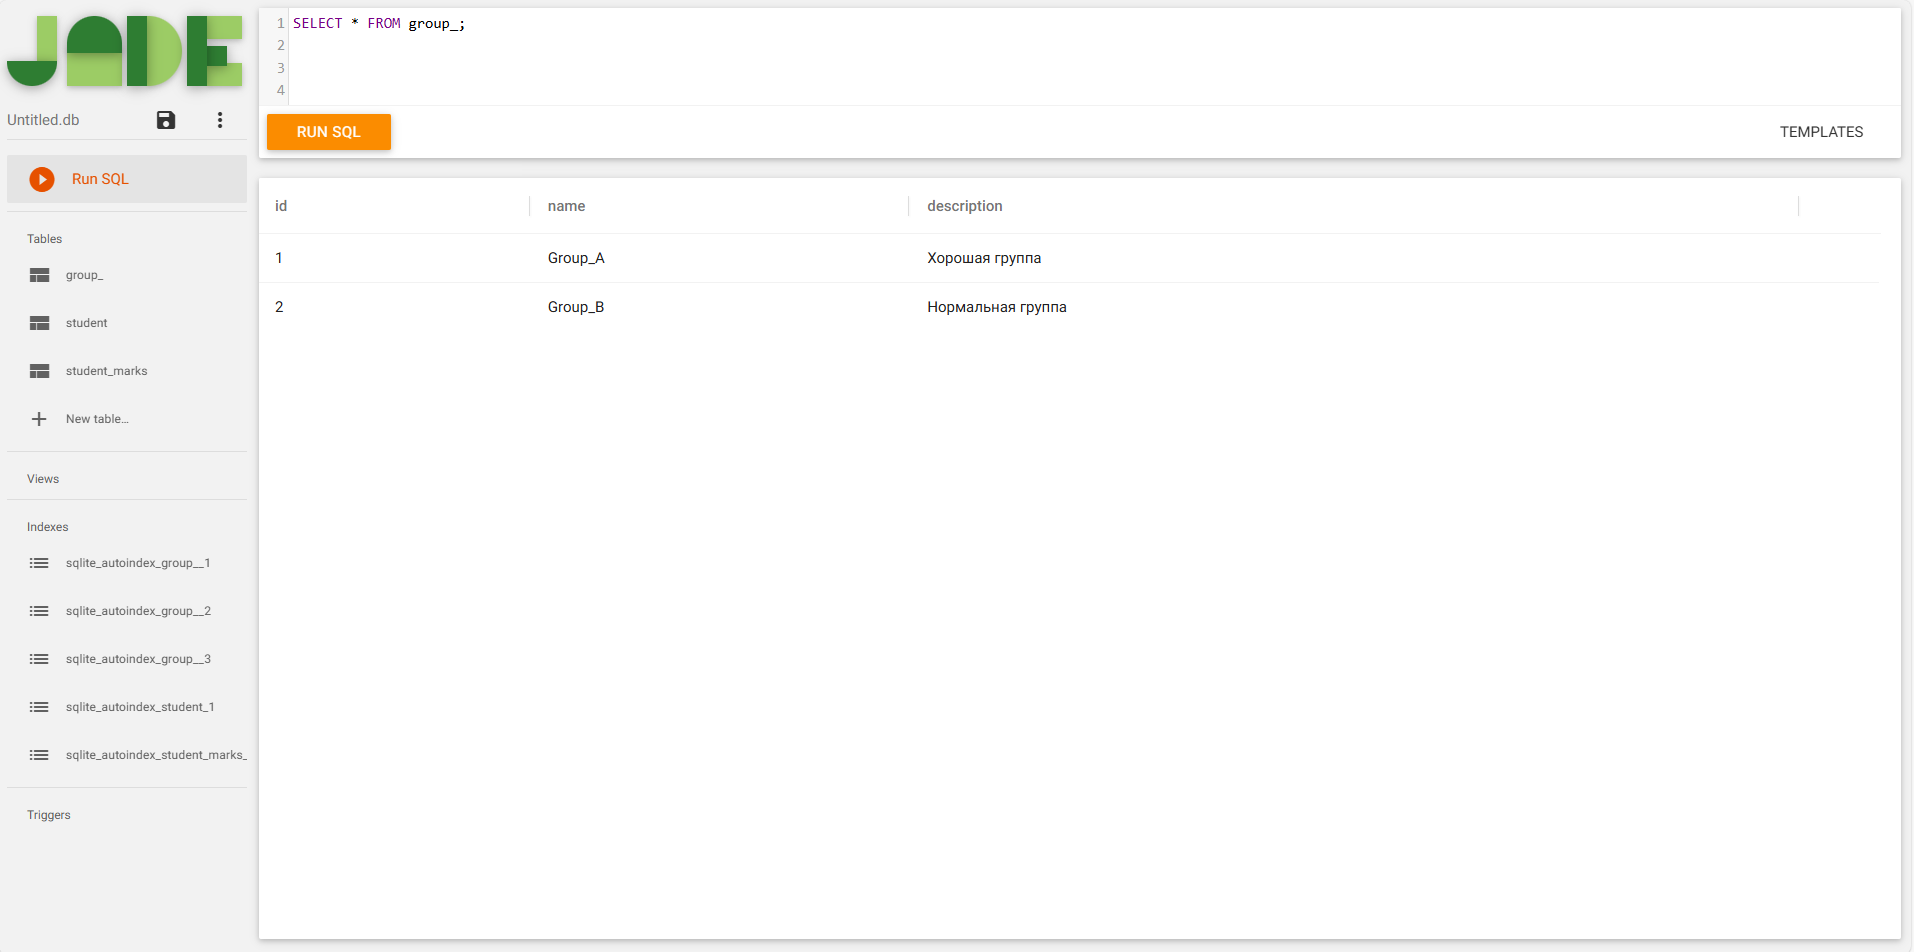 JADE
Untitled.db
Run SQL
Tables
group_
student
student_marks
New table...
Views
Indexes
sqlite_autoindex_group__1
sqlite_autoindex_group__2
sqlite_autoindex_group__3
sqlite_autoindex_student_1
sqlite_autoindex_student_marks_
Triggers
1 SELECT * FROM group_;
2
3
4
RUN SQL TEMPLATES
id name description
1 Group_A Хорошая группа
2 Group_B Нормальная группа